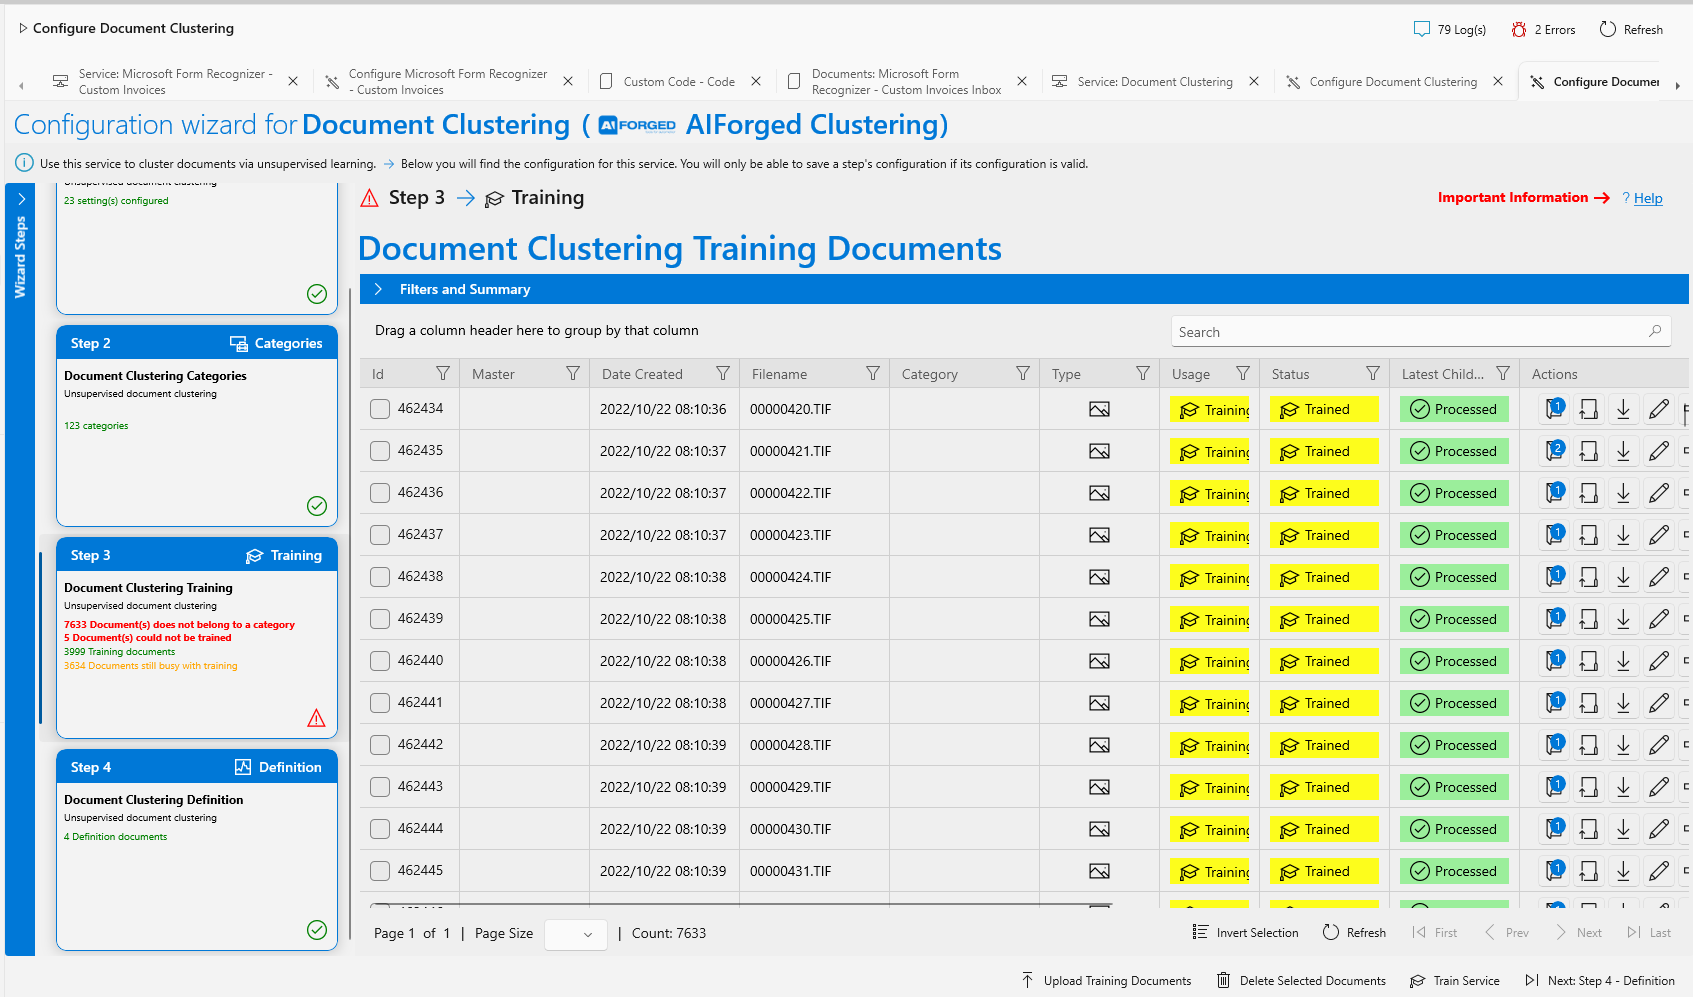 Configure Document Clustering
79 Log(s)
2 Errors
Refresh
Service: Microsoft Form Recognizer - Custom Invoices
Configure Microsoft Form Recognizer - Custom Invoices
Custom Code - Code
Documents: Microsoft Form Recognizer - Custom Invoices Inbox
Service: Document Clustering
Configure Document Clustering
Configure Documer
Configuration wizard for Document Clustering ( AIFORGED AIForged Clustering)
Use this service to cluster documents via unsupervised learning. → Below you will find the configuration for this service. You will only be able to save a step's configuration if its configuration is valid.
Wizard Steps
Unsupervised document clustering
23 setting(s) configured
Step 2 Categories
Document Clustering Categories
Unsupervised document clustering
123 categories
Step 3 Training
Document Clustering Training
Unsupervised document clustering
7633 Document(s) does not belong to a category
5 Document(s) could not be trained
3999 Training documents
3634 Documents still busy with training
Step 4 Definition
Document Clustering Definition
Unsupervised document clustering
4 Definition documents
Step 3 → Training
Important Information → ? Help
Document Clustering Training Documents
Filters and Summary
Drag a column header here to group by that column
Search
Id Master Date Created Filename Category Type Usage Status Latest Child... Actions
462434 2022/10/22 08:10:36 00000420.TIF Training Trained Processed 1
462435 2022/10/22 08:10:37 00000421.TIF Training Trained Processed 2
462436 2022/10/22 08:10:37 00000422.TIF Training Trained Processed 1
462437 2022/10/22 08:10:37 00000423.TIF Training Trained Processed 1
462438 2022/10/22 08:10:38 00000424.TIF Training Trained Processed 1
462439 2022/10/22 08:10:38 00000425.TIF Training Trained Processed 1
462440 2022/10/22 08:10:38 00000426.TIF Training Trained Processed 1
462441 2022/10/22 08:10:38 00000427.TIF Training Trained Processed 1
462442 2022/10/22 08:10:39 00000428.TIF Training Trained Processed 1
462443 2022/10/22 08:10:39 00000429.TIF Training Trained Processed 1
462444 2022/10/22 08:10:39 00000430.TIF Training Trained Processed 1
462445 2022/10/22 08:10:39 00000431.TIF Training Trained Processed 1
Page 1 of 1 | Page Size | Count: 7633
Invert Selection Refresh First Prev Next Last
Upload Training Documents Delete Selected Documents Train Service Next: Step 4 - Definition